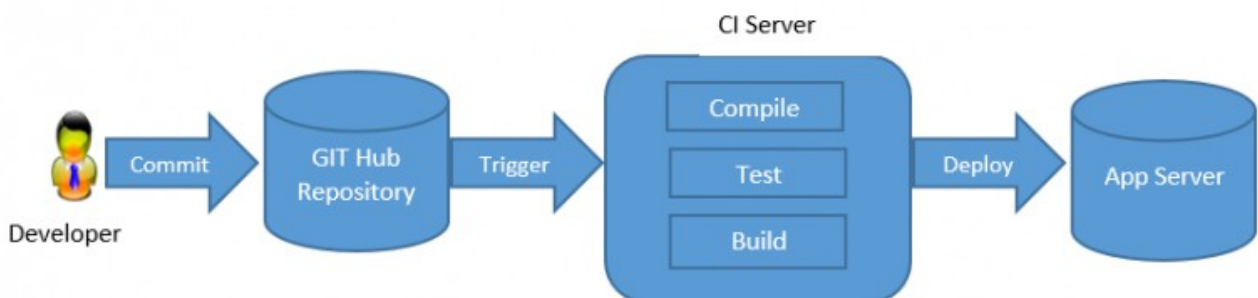 CI Server
Developer
Commit
GIT Hub
Repository
Trigger
Compile
Test
Build
Deploy
App Server